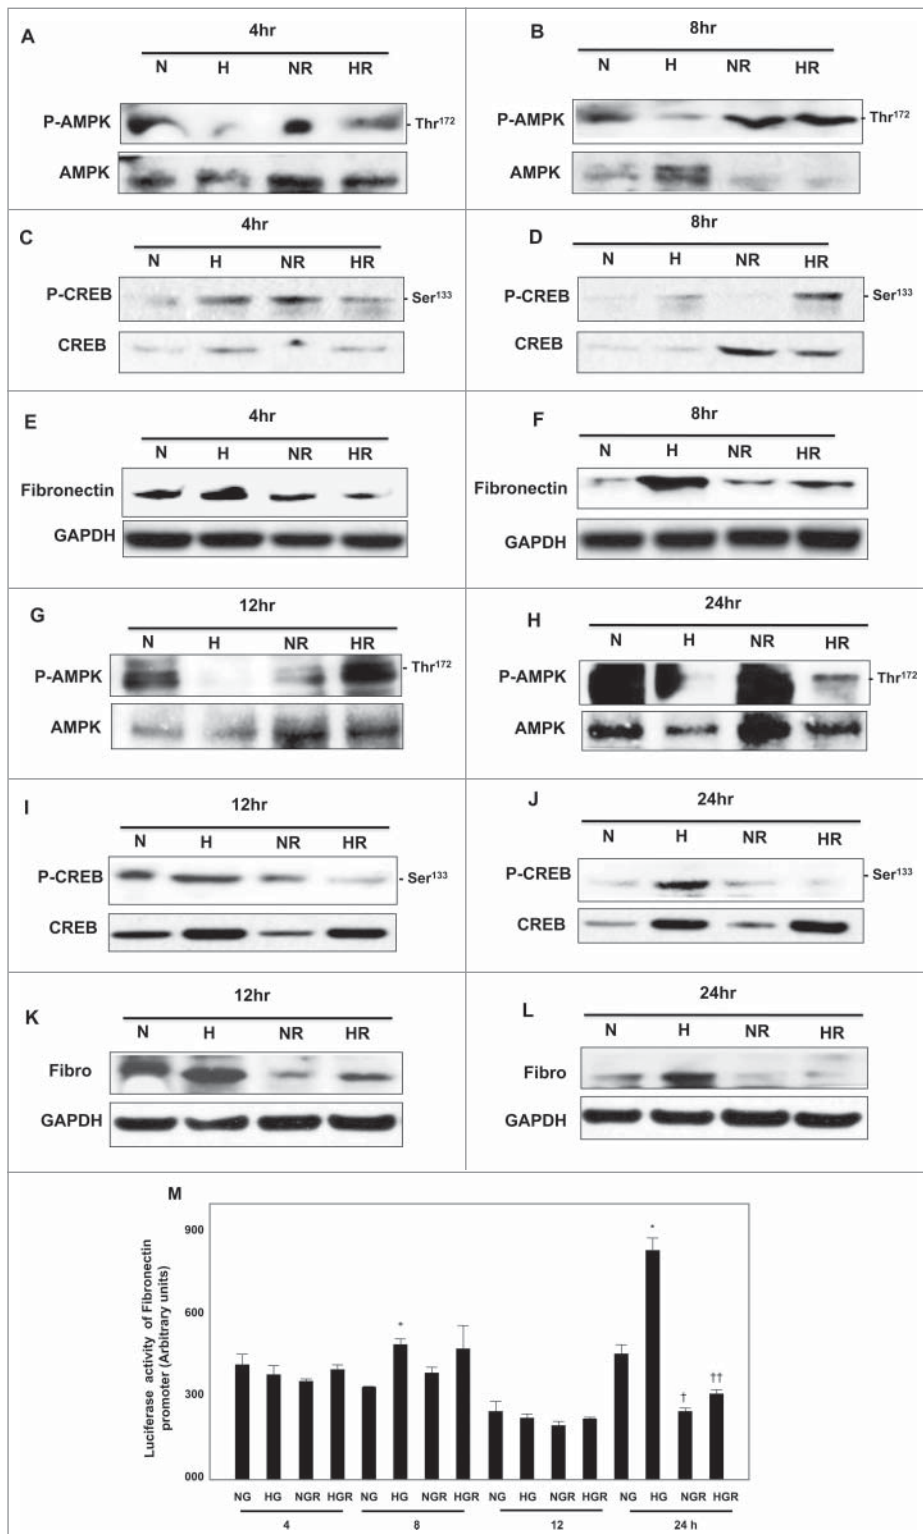 A
4hr
N H NR HR
P-AMPK
- Thr172
AMPK
B
8hr
N H NR HR
P-AMPK
- Thr172
AMPK
C
4hr
N H NR HR
P-CREB
- Ser133
CREB
D
8hr
N H NR HR
P-CREB
- Ser133
CREB
E
4hr
N H NR HR
Fibronectin
GAPDH
F
8hr
N H NR HR
Fibronectin
GAPDH
G
12hr
N H NR HR
P-AMPK
- Thr172
AMPK
H
24hr
N H NR HR
P-AMPK
- Thr172
AMPK
I
12hr
N H NR HR
P-CREB
- Ser133
CREB
J
24hr
N H NR HR
P-CREB
- Ser133
CREB
K
12hr
N H NR HR
Fibro
GAPDH
L
24hr
N H NR HR
Fibro
GAPDH
M
Luciferase activity of Fibronectin
promoter (Arbitrary units)
900
600
300
000
* * † ††
NG HG NGR HGR NG HG NGR HGR NG HG NGR HGR NG HG NGR HGR
4 8 12 24 h